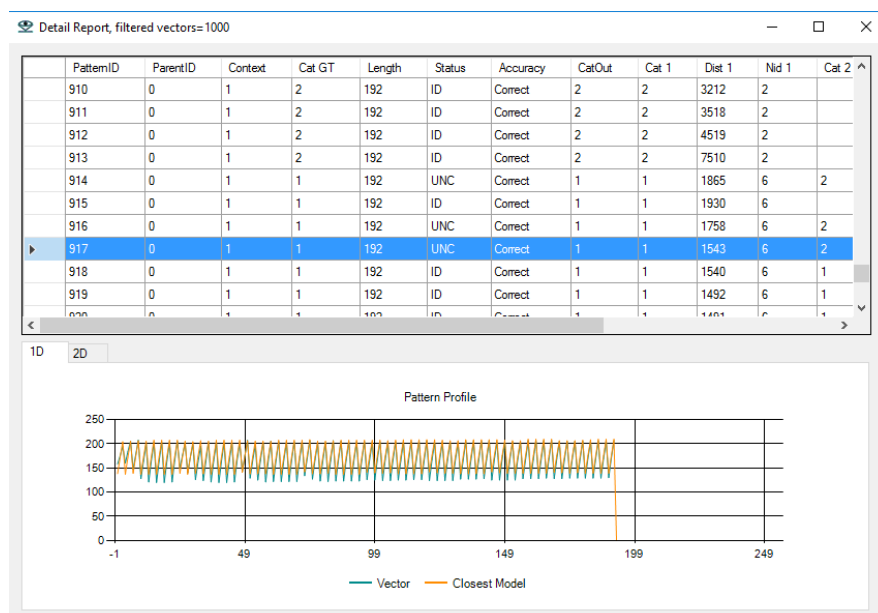 Detail Report, filtered vectors=1000
PatternID ParentID Context Cat GT Length Status Accuracy CatOut Cat 1 Dist 1 Nid 1 Cat 2
910 0 1 2 192 ID Correct 2 2 3212 2
911 0 1 2 192 ID Correct 2 2 3518 2
912 0 1 2 192 ID Correct 2 2 4519 2
913 0 1 2 192 ID Correct 2 2 7510 2
914 0 1 1 192 UNC Correct 1 1 1865 6 2
915 0 1 1 192 ID Correct 1 1 1930 6
916 0 1 1 192 UNC Correct 1 1 1758 6 2
917 0 1 1 192 UNC Correct 1 1 1543 6 2
918 0 1 1 192 ID Correct 1 1 1540 6 1
919 0 1 1 192 ID Correct 1 1 1492 6 1
1D 2D
Pattern Profile
250
200
150
100
50
0
-1 49 99 149 199 249
Vector Closest Model